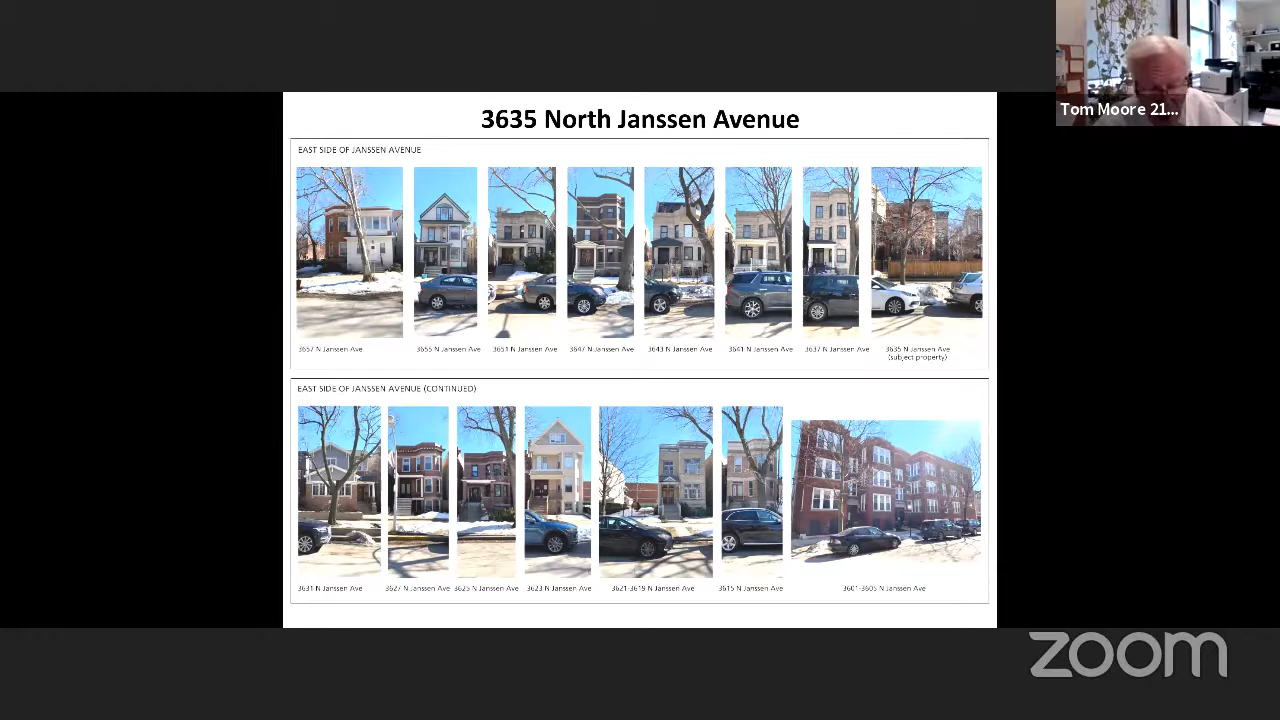 3635 North Janssen Avenue
Tom Moore 21...
EAST SIDE OF JANSSEN AVENUE
3657 N Janssen Ave
3655 N Janssen Ave
3651 N Janssen Ave
3647 N Janssen Ave
3643 N Janssen Ave
3641 N Janssen Ave
3637 N Janssen Ave
3635 N Janssen Ave
(subject property)
EAST SIDE OF JANSSEN AVENUE (CONTINUED)
3631 N Janssen Ave
3627 N Janssen Ave
3625 N Janssen Ave
3623 N Janssen Ave
3621-3619 N Janssen Ave
3615 N Janssen Ave
3601-3605 N Janssen Ave
zoom